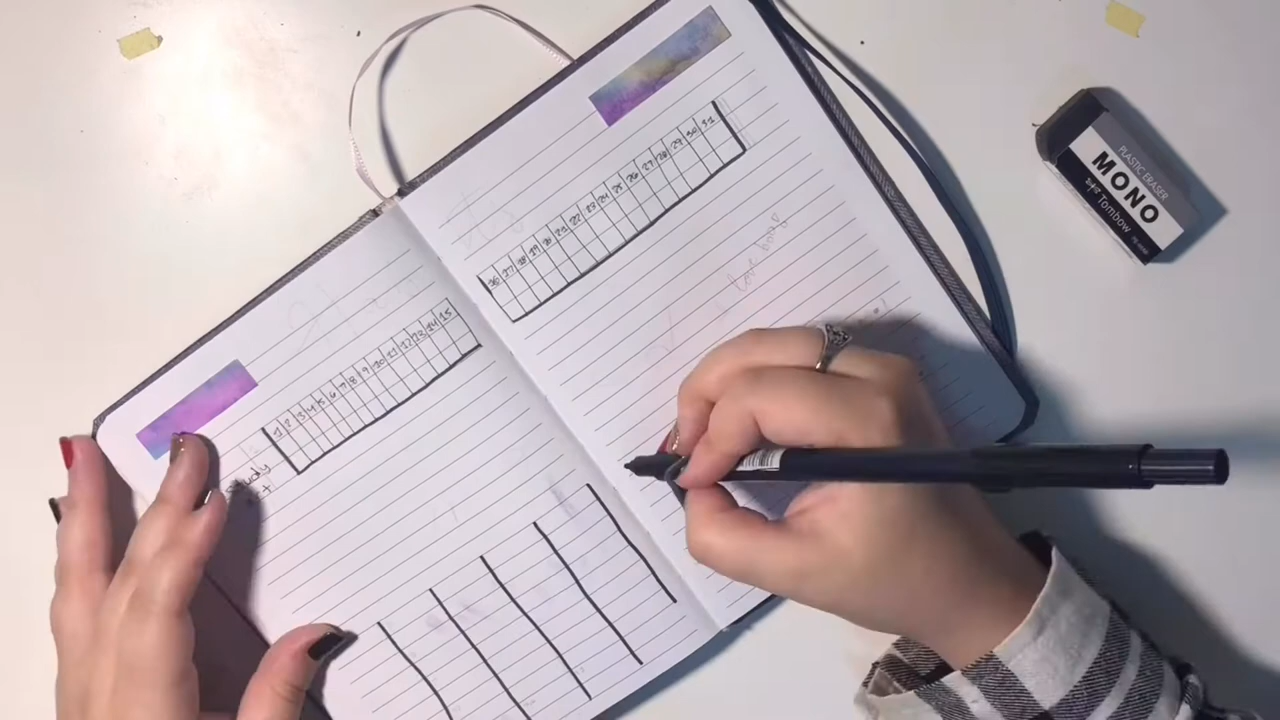 1 2 3 4 5 6 7 8 9 10 11 12 13 14 15
16 17 18 19 20 21 22 23 24 25 26 27 28 29 30 31
love
PLASTIC ERASER
MONO
Tombow